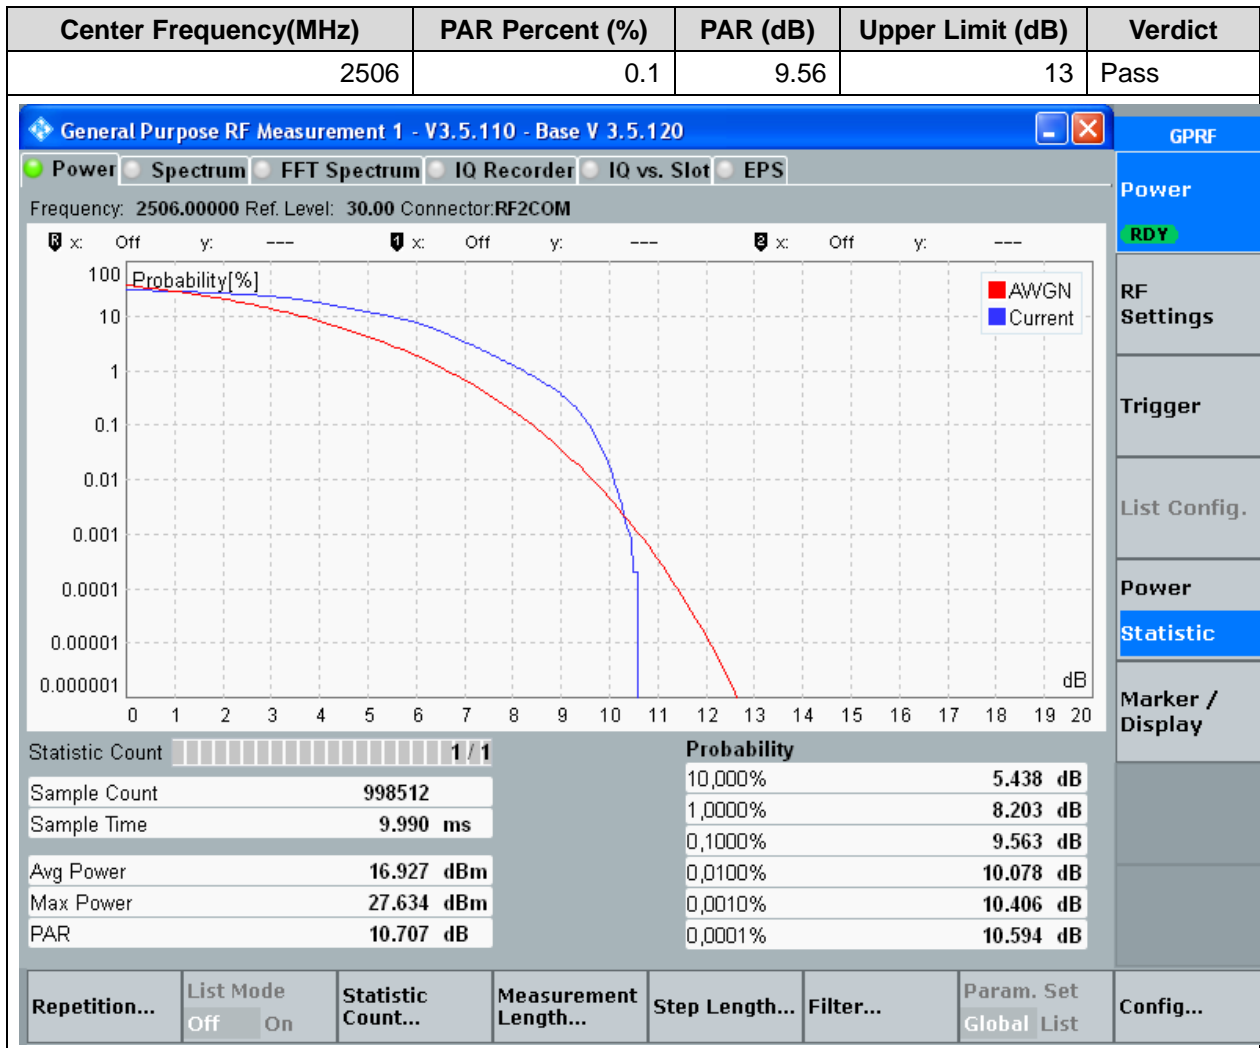 Center Frequency(MHz) PAR Percent (%) PAR (dB) Upper Limit (dB) Verdict
2506 0.1 9.56 13 Pass
General Purpose RF Measurement 1 - V3.5.110 - Base V 3.5.120
GPRF
Power Spectrum FFT Spectrum IQ Recorder IQ vs. Slot EPS
Frequency: 2506.00000 Ref. Level: 30.00 Connector:RF2COM
R x: Off y: --- 1 x: Off y: --- 2 x: Off y: ---
Probability[%]
AWGN
Current
100
10
1
0.1
0.01
0.001
0.0001
0.00001
0.000001
dB
0 1 2 3 4 5 6 7 8 9 10 11 12 13 14 15 16 17 18 19 20
Statistic Count 1 / 1
Sample Count 998512
Sample Time 9.990 ms
Avg Power 16.927 dBm
Max Power 27.634 dBm
PAR 10.707 dB
Probability
10,000% 5.438 dB
1,0000% 8.203 dB
0,1000% 9.563 dB
0,0100% 10.078 dB
0,0010% 10.406 dB
0,0001% 10.594 dB
Power
RDY
RF
Settings
Trigger
List Config.
Power
Statistic
Marker /
Display
Repetition...
List Mode
Off On
Statistic
Count...
Measurement
Length...
Step Length...
Filter...
Param. Set
Global List
Config...